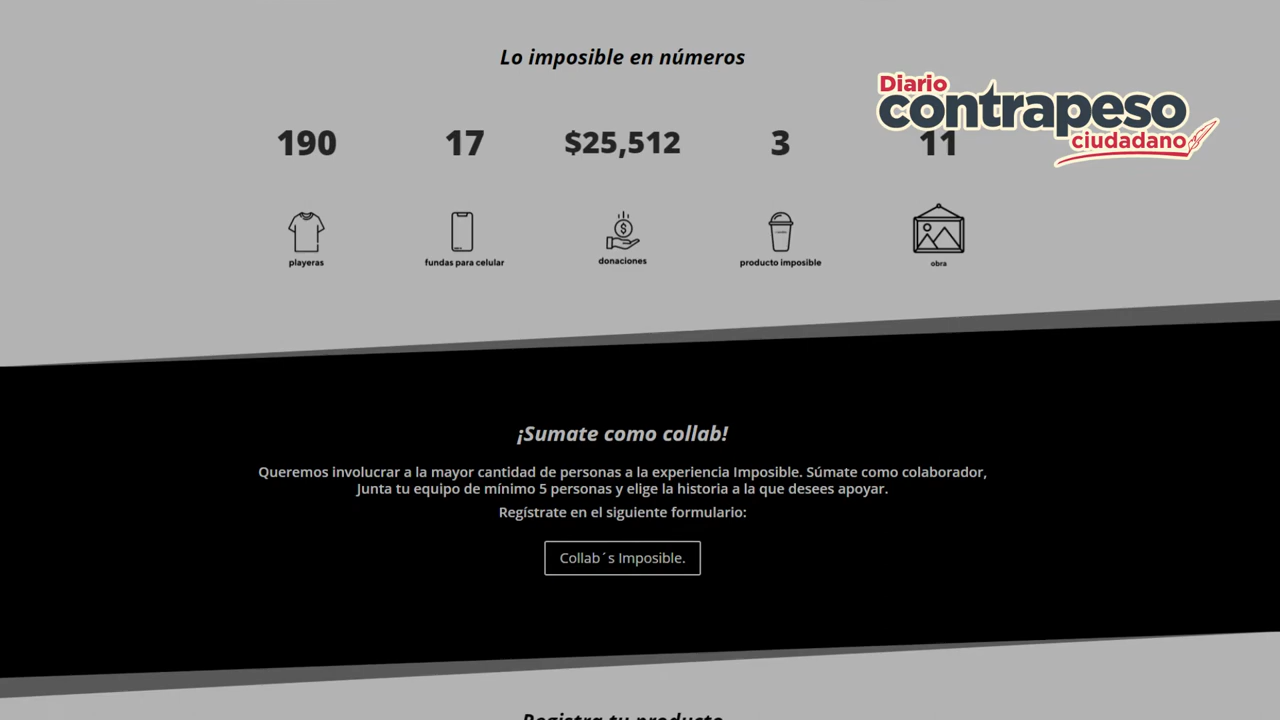 Lo imposible en números
Diario
contrapeso
ciudadano
190
17
$25,512
3
11
playeras
fundas para celular
donaciones
producto imposible
obra
¡Sumate como collab!
Queremos involucrar a la mayor cantidad de personas a la experiencia Imposible. Súmate como colaborador,
Junta tu equipo de mínimo 5 personas y elige la historia a la que desees apoyar.
Regístrate en el siguiente formulario:
Collab´s Imposible.
Registra tu producto